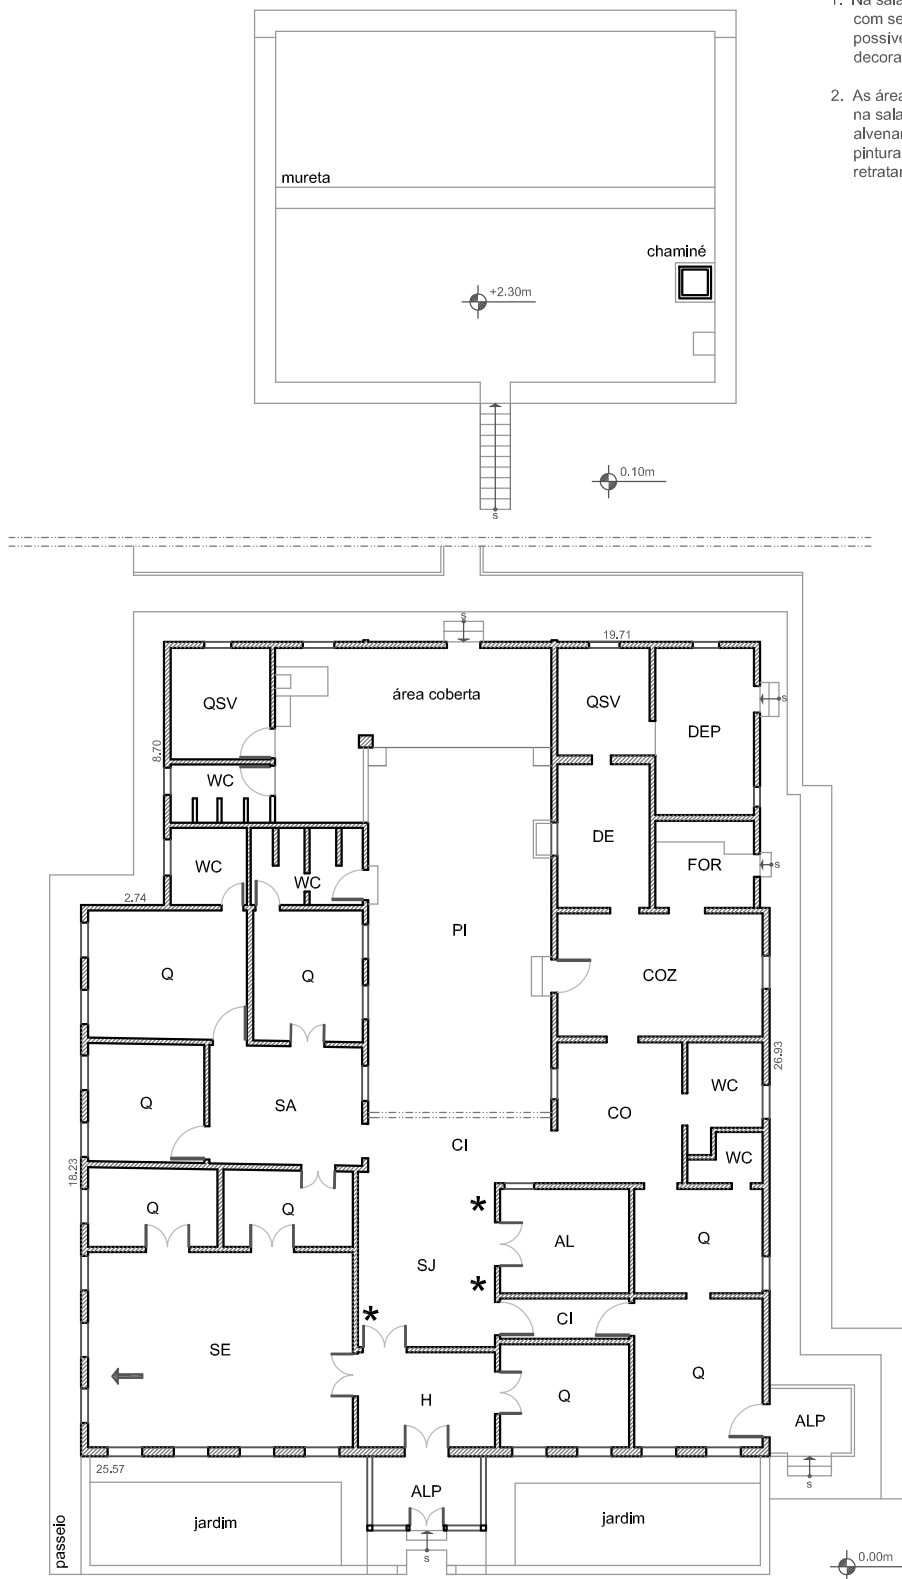 1. Na sala
com se
possíve
decora
2. As área
na sala
alvenar
pintura
retratar
mureta
chaminé
+2.30m
0.10m
s
s
19.71
QSV
área coberta
QSV
DEP
s
8.70
WC
DE
WC
WC
FOR
s
2.74
PI
Q
Q
COZ
26.93
Q
SA
CO
WC
CI
WC
18.23
Q
Q
*
AL
Q
SJ
*
*
CI
SE
Q
H
Q
ALP
25.57
s
ALP
passeio
jardim
jardim
s
0.00m